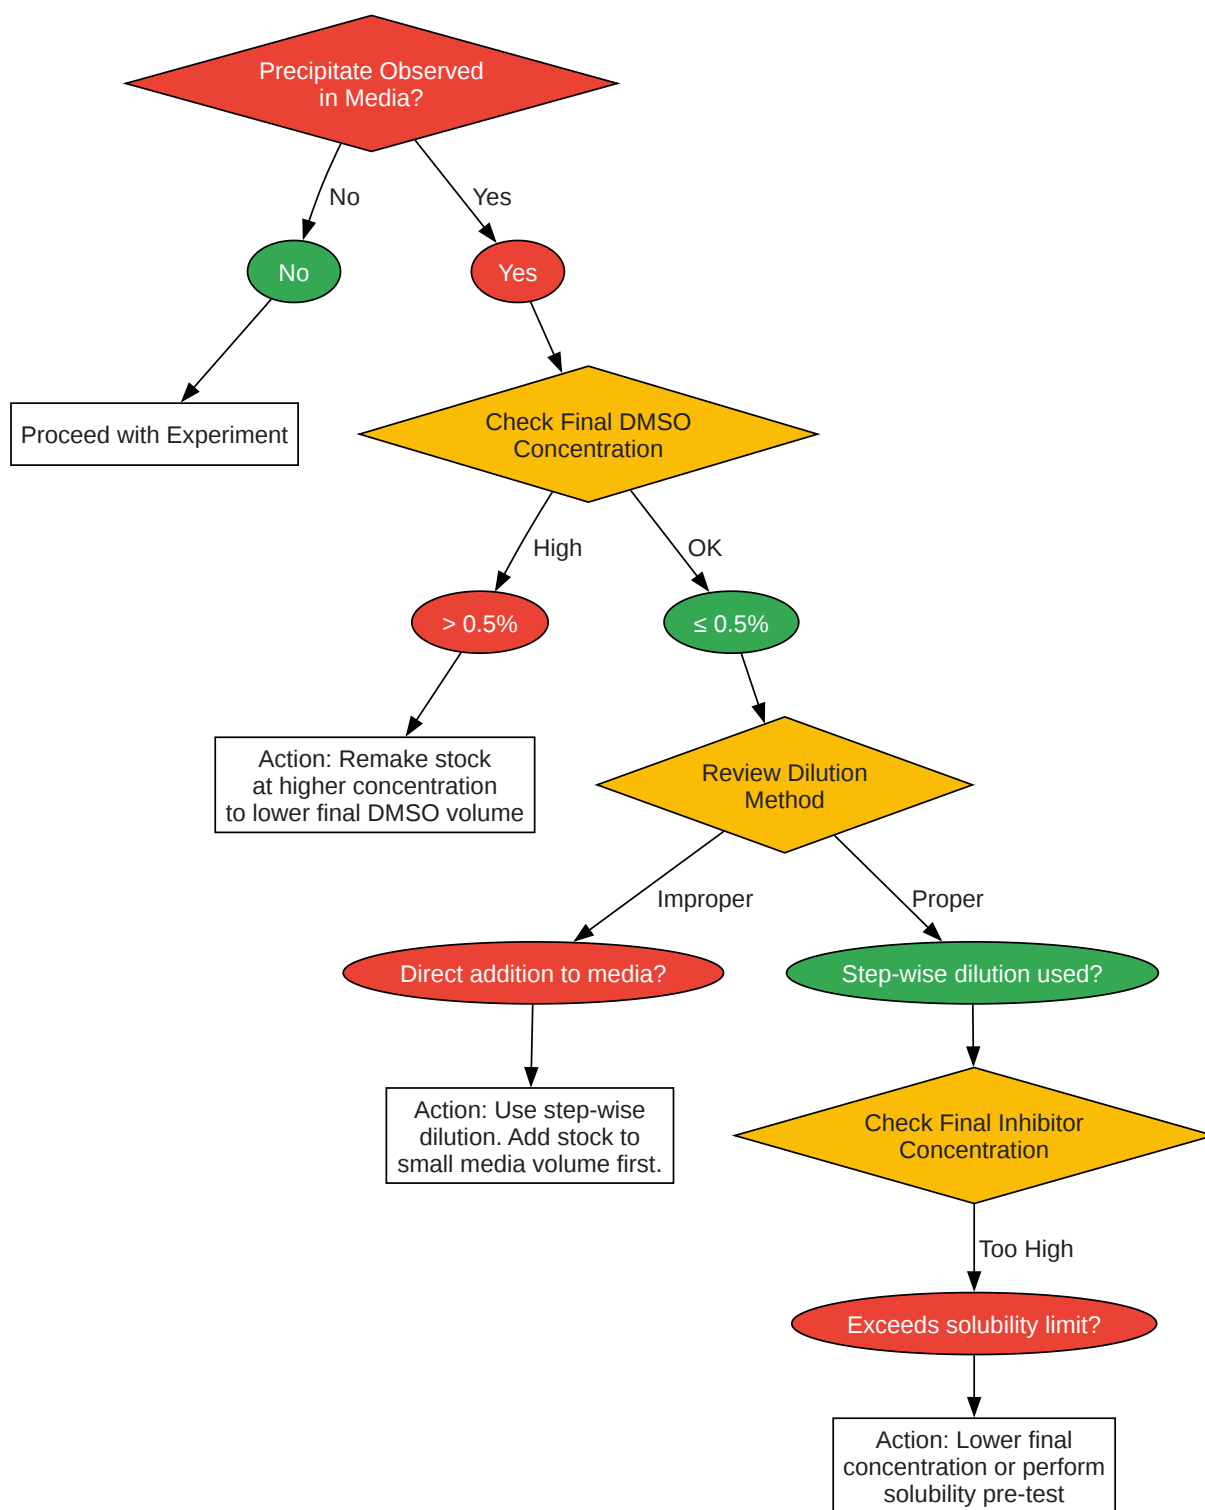 Precipitate Observed
in Media?
No
Yes
No
Yes
Proceed with Experiment
Check Final DMSO
Concentration
High
OK
> 0.5%
≤ 0.5%
Action: Remake stock
at higher concentration
to lower final DMSO volume
Review Dilution
Method
Improper
Proper
Direct addition to media?
Step-wise dilution used?
Action: Use step-wise
dilution. Add stock to
small media volume first.
Check Final Inhibitor
Concentration
Too High
Exceeds solubility limit?
Action: Lower final
concentration or perform
solubility pre-test